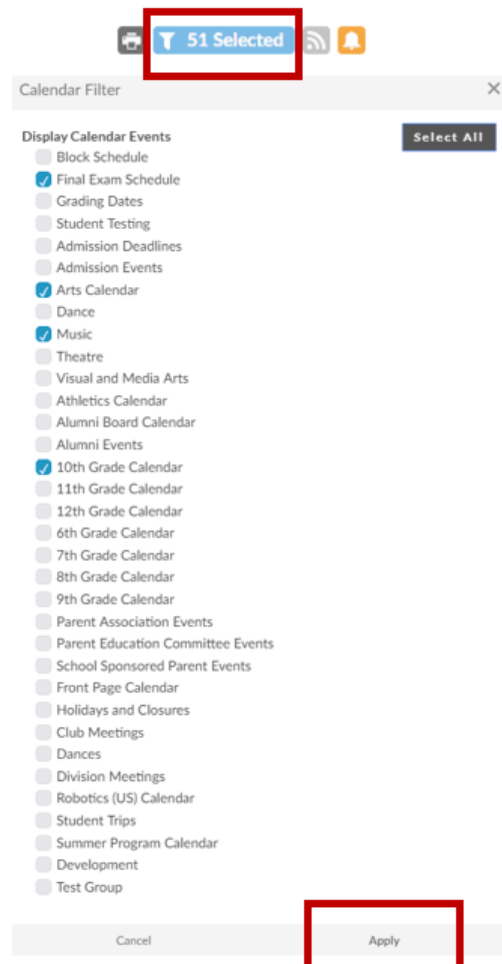 51 Selected
Calendar Filter
Display Calendar Events
Select All
Block Schedule
Final Exam Schedule
Grading Dates
Student Testing
Admission Deadlines
Admission Events
Arts Calendar
Dance
Music
Theatre
Visual and Media Arts
Athletics Calendar
Alumni Board Calendar
Alumni Events
10th Grade Calendar
11th Grade Calendar
12th Grade Calendar
6th Grade Calendar
7th Grade Calendar
8th Grade Calendar
9th Grade Calendar
Parent Association Events
Parent Education Committee Events
School Sponsored Parent Events
Front Page Calendar
Holidays and Closures
Club Meetings
Dances
Division Meetings
Robotics (US) Calendar
Student Trips
Summer Program Calendar
Development
Test Group
Cancel
Apply